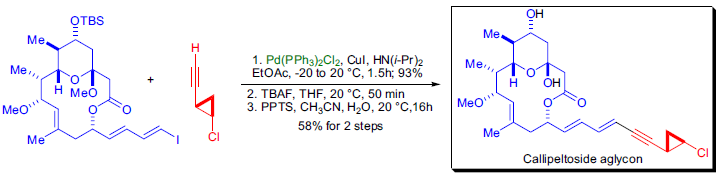 OTBS
Me
Me
O
H
OMe
MeO
O
O
Me
I
+
H
Cl
1. Pd(PPh₃)₂Cl₂, CuI, HN(i-Pr)₂
EtOAc, -20 to 20 °C, 1.5h; 93%
2. TBAF, THF, 20 °C, 50 min
3. PPTS, CH₃CN, H₂O, 20 °C,16h
58% for 2 steps
OH
Me
Me
O
H
OH
MeO
O
O
Me
Cl
Callipeltoside aglycon